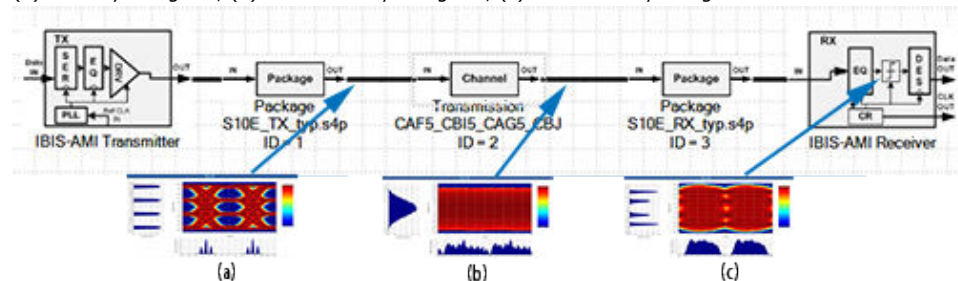 TX
Data
IN
SER
EQ
DRV
OUT
PLL
Ref CLK
IN
IBIS-AMI Transmitter
IN
Package
OUT
Package
S10E_TX_typ.s4p
ID = 1
IN
Channel
OUT
Transmission
CAF5_CBI5_CAG5_CBJ
ID = 2
IN
Package
OUT
Package
S10E_RX_typ.s4p
ID = 3
RX
IN
EQ
DES
Data
OUT
CLK
OUT
CR
IBIS-AMI Receiver
(a)
(b)
(c)